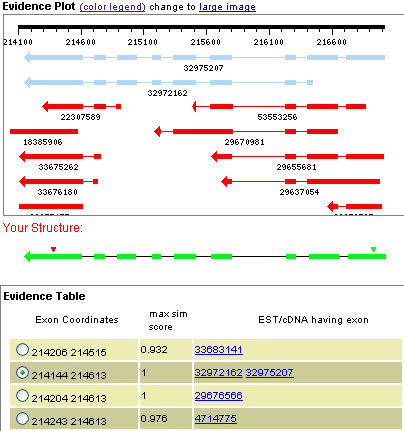 Evidence Plot (color legend) change to large image
214100 214600 215100 215600 216100 216600
32975207
32972162
22307589 53553256
18385906 29670981
33675262 29655681
33676180 29637054
Your Structure:
Evidence Table
Exon Coordinates max sim score EST/cDNA having exon
214206 214515 0.932 33683141
214144 214613 1 32972162 32975207
214204 214613 1 29676566
214243 214613 0.976 4714775